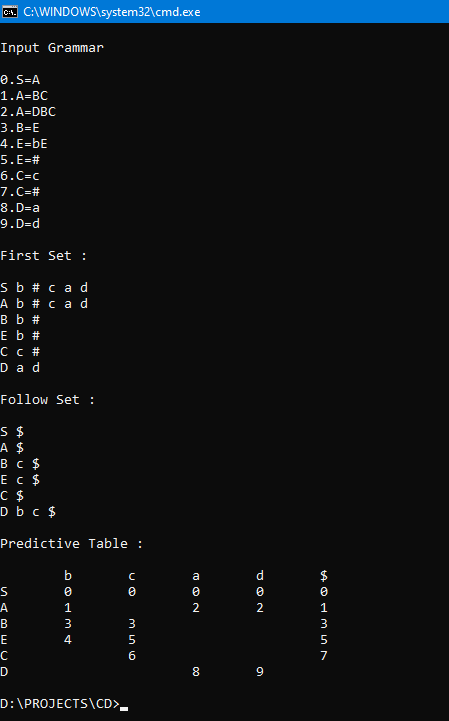 C:\WINDOWS\system32\cmd.exe
Input Grammar
0.S=A
1.A=BC
2.A=DBC
3.B=E
4.E=bE
5.E=#
6.C=c
7.C=#
8.D=a
9.D=d
First Set :
S b # c a d
A b # c a d
B b #
E b #
C c #
D a d
Follow Set :
S $
A $
B c $
E c $
C $
D b c $
Predictive Table :
b c a d $
S 0 0 0 0 0
A 1 2 2 1
B 3 3 3
E 4 5 5
C 6 7
D 8 9
D:\PROJECTS\CD>